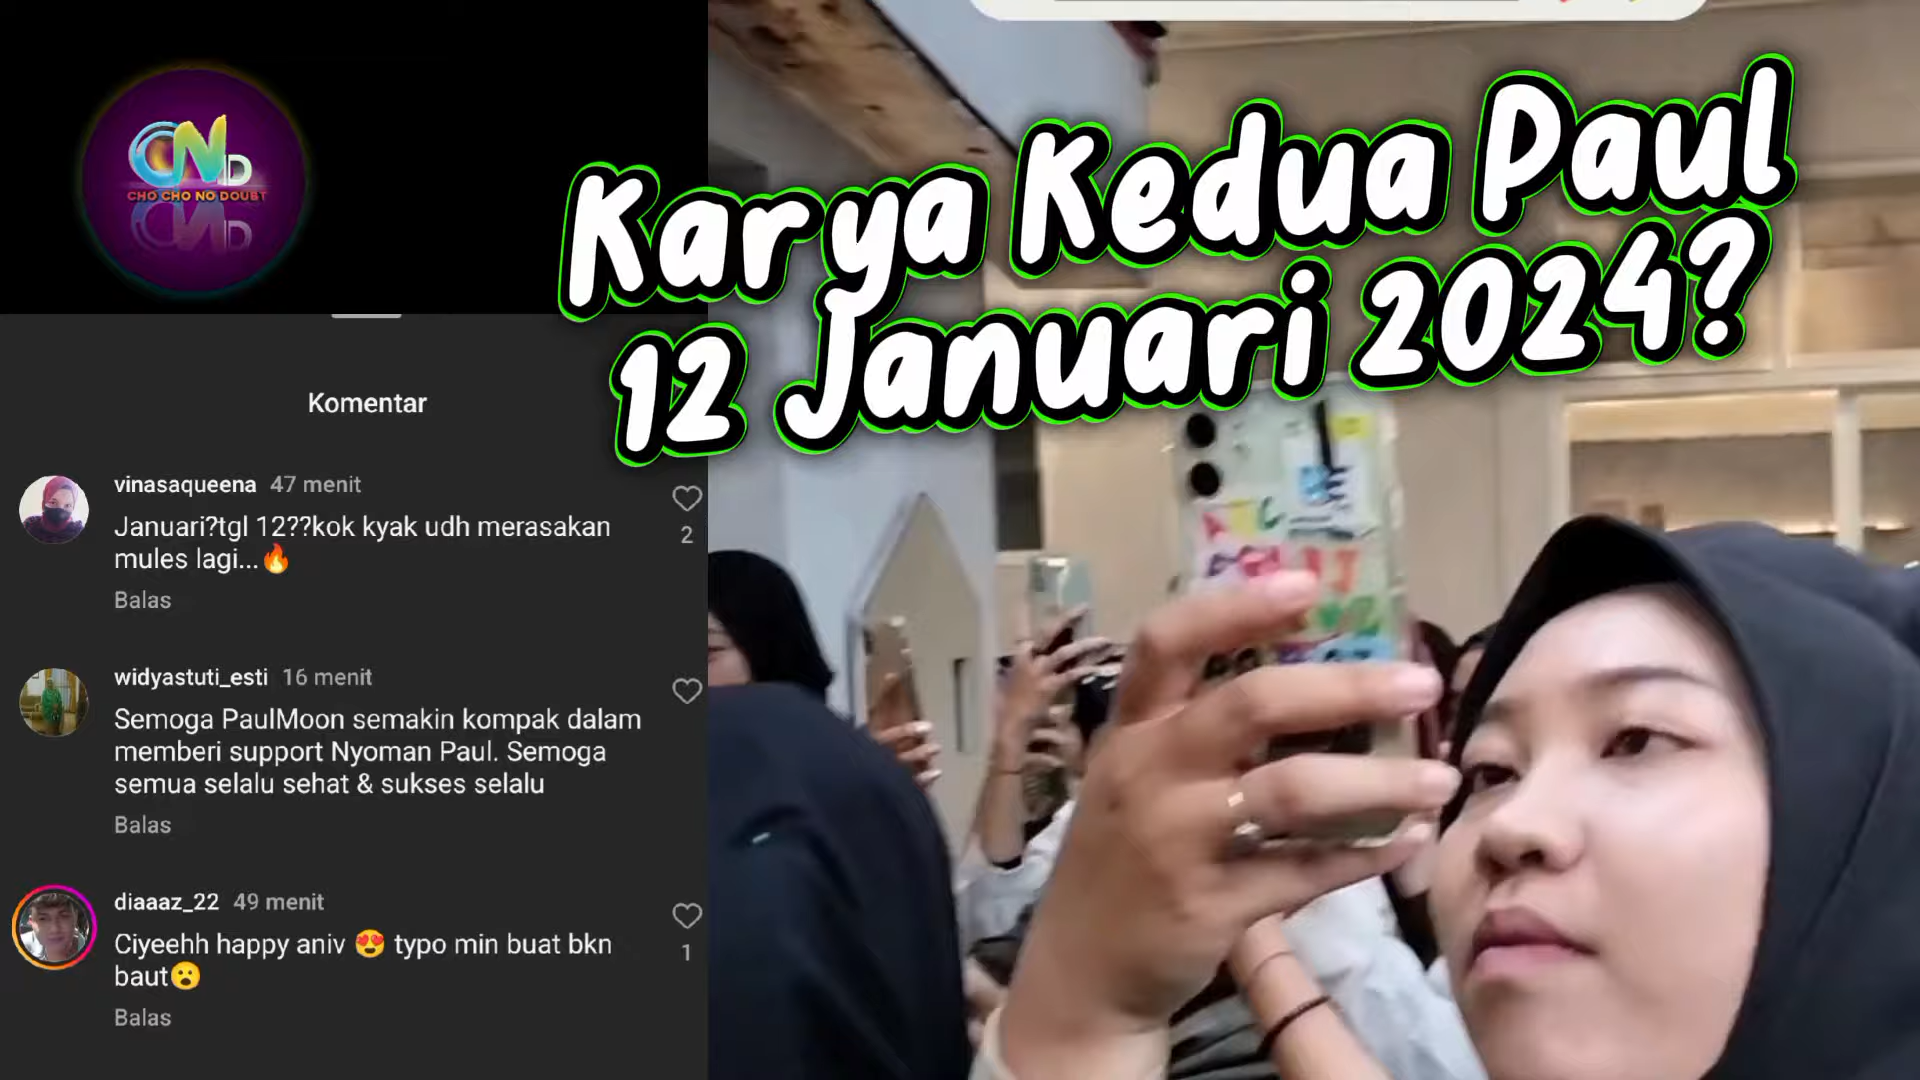 CND
CHO CHO NO DOUBT
Karya Kedua Paul
12 Januari 2024?
Komentar
vinasaqueena 47 menit
Januari?tgl 12??kok kyak udh merasakan
mules lagi...🔥
2
Balas
widyastuti_esti 16 menit
Semoga PaulMoon semakin kompak dalam
memberi support Nyoman Paul. Semoga
semua selalu sehat & sukses selalu
Balas
diaaaz_22 49 menit
Ciyeehh happy aniv 😍 typo min buat bkn
baut😮
1
Balas